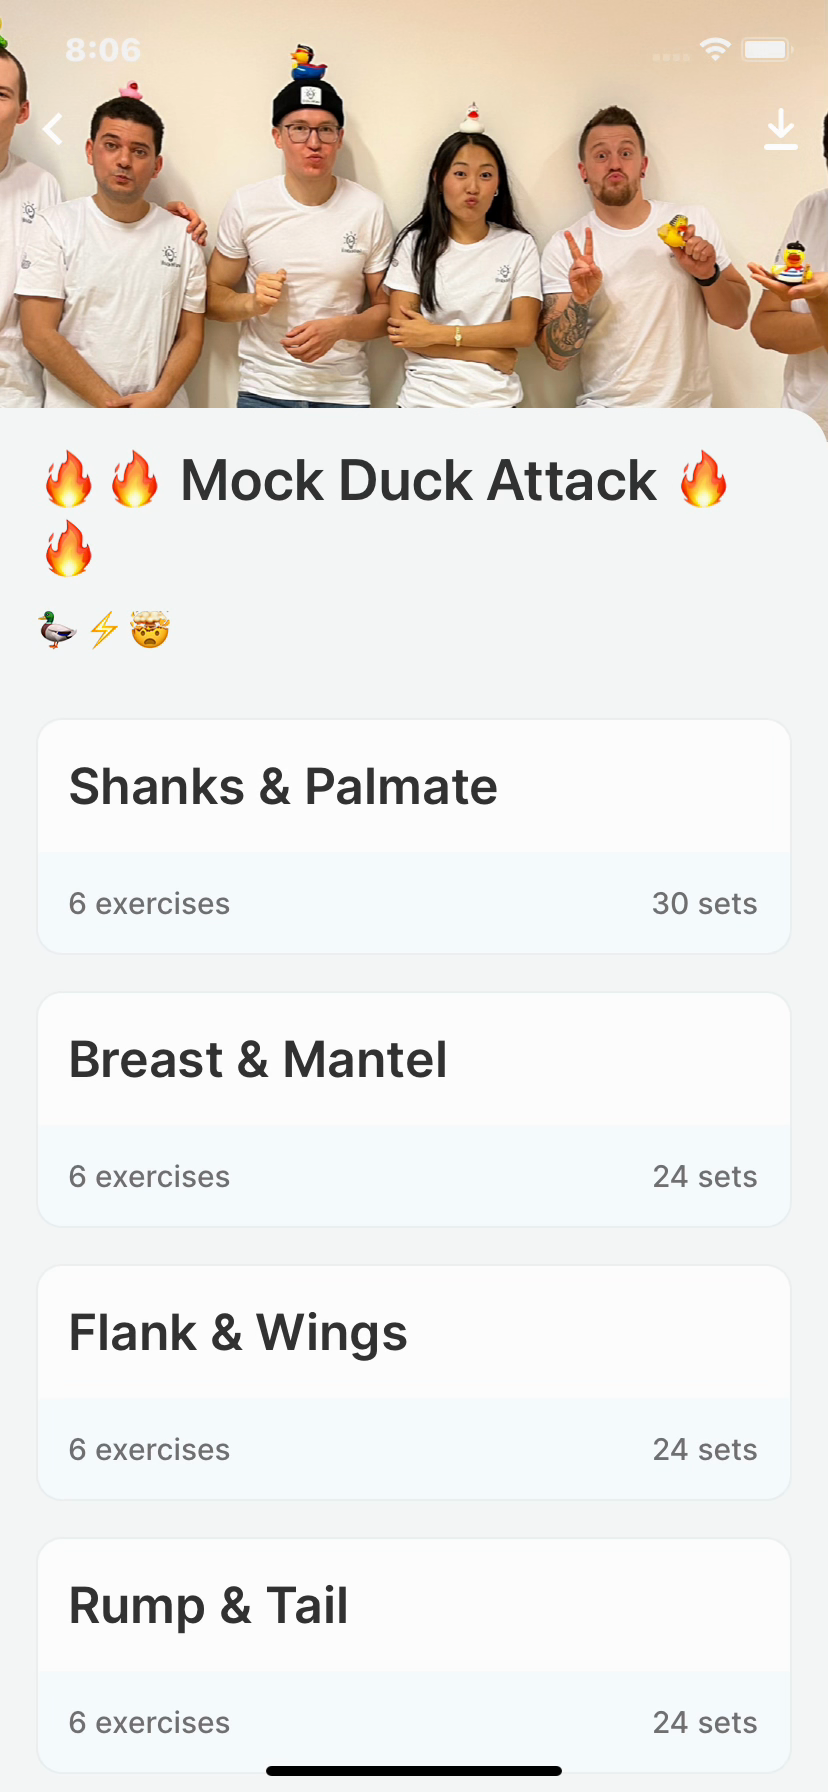 8:06
🔥🔥 Mock Duck Attack 🔥
🔥
🦆⚡🤯
Shanks & Palmate
6 exercises
30 sets
Breast & Mantel
6 exercises
24 sets
Flank & Wings
6 exercises
24 sets
Rump & Tail
6 exercises
24 sets